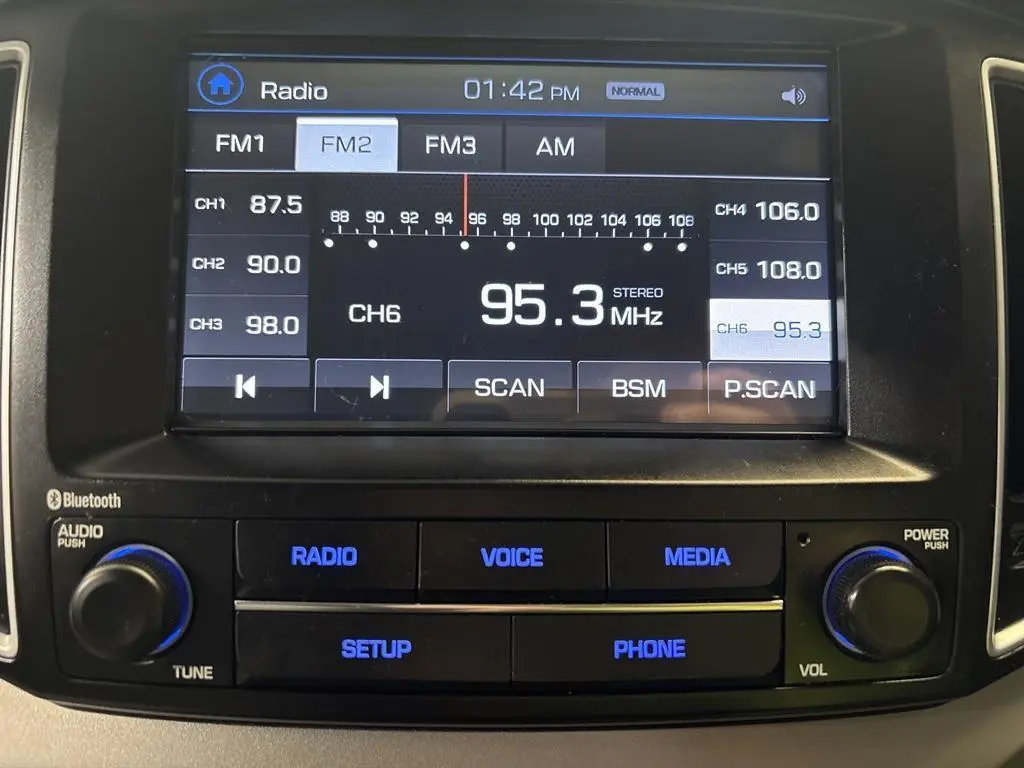 Radio 01:42 PM NORMAL
FM1 FM2 FM3 AM
CH1 87.5
CH2 90.0
CH3 98.0
88 90 92 94 96 98 100 102 104 106 108
CH6 95.3 STEREO MHz
CH4 106.0
CH5 108.0
CH6 95.3
SCAN BSM P.SCAN
Bluetooth
AUDIO
PUSH
TUNE
RADIO VOICE MEDIA
SETUP PHONE
POWER
PUSH
VOL